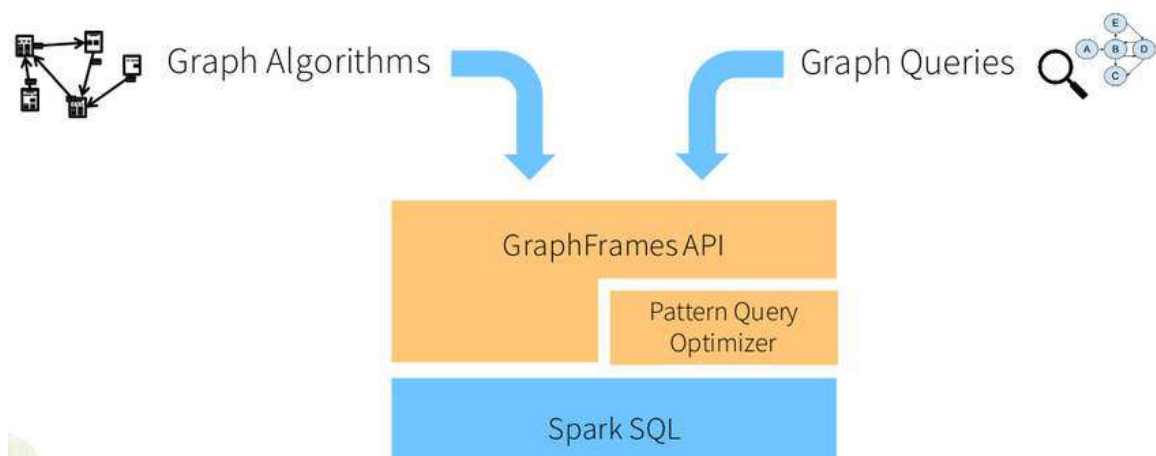 Graph Algorithms
Graph Queries
E
A
B
D
C
GraphFrames API
Pattern Query
Optimizer
Spark SQL